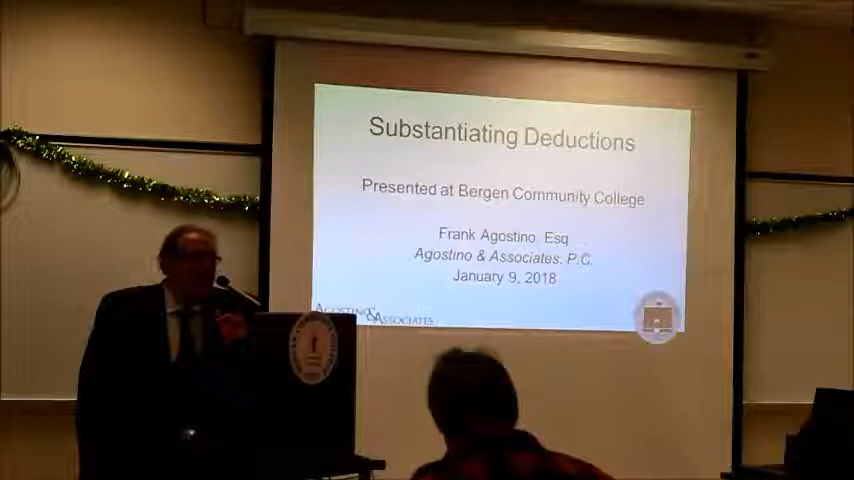 Substantiating Deductions
Presented at Bergen Community College
Frank Agostino, Esq
Agostino & Associates, P.C.
January 9, 2018
AGOSTINO & ASSOCIATES